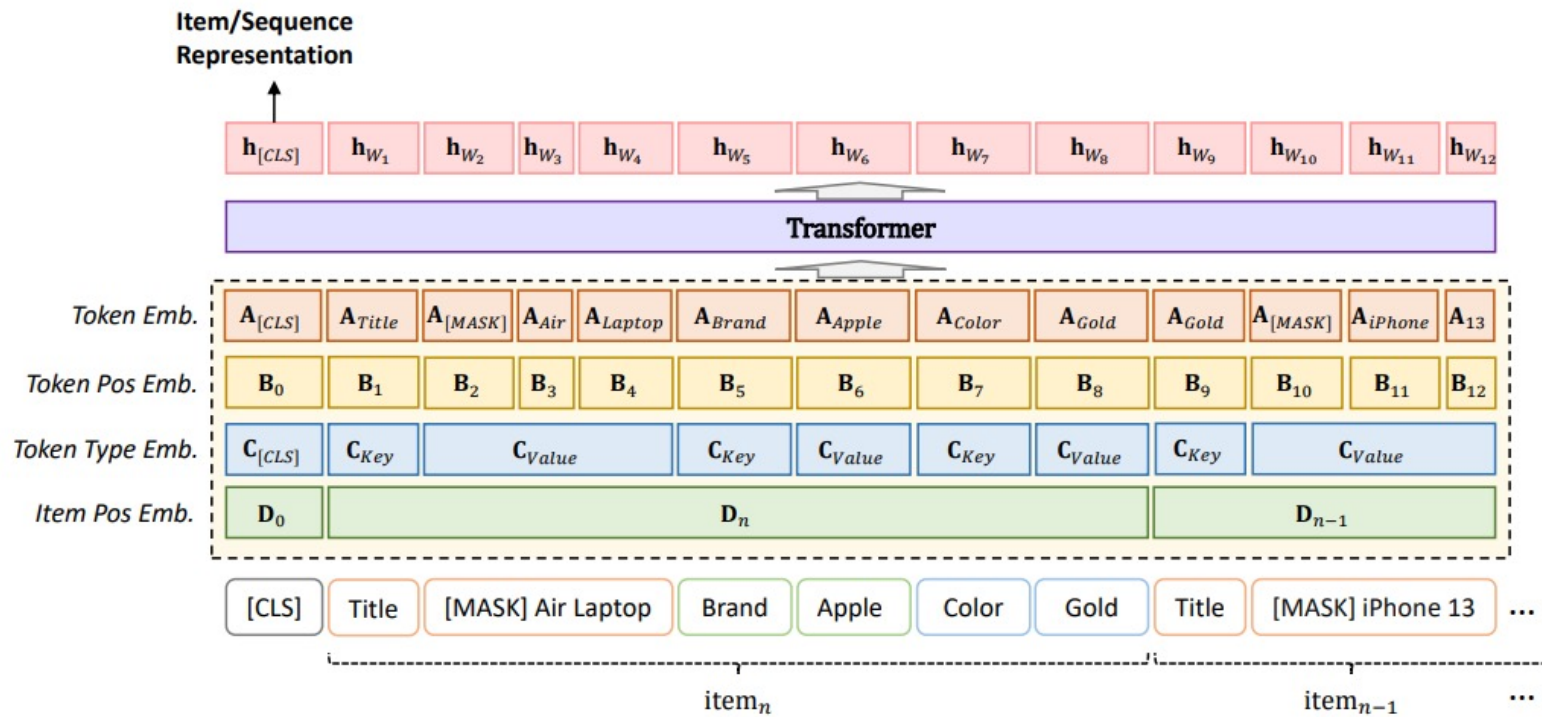 Item/Sequence
Representation
h[CLS] hW1 hW2 hW3 hW4 hW5 hW6 hW7 hW8 hW9 hW10 hW11 hW12
Transformer
Token Emb. A[CLS] ATitle A[MASK] AAir ALaptop ABrand AApple AColor AGold AGold A[MASK] AiPhone A13
Token Pos Emb. B0 B1 B2 B3 B4 B5 B6 B7 B8 B9 B10 B11 B12
Token Type Emb. C[CLS] CKey CValue CKey CValue CKey CValue CKey CValue
Item Pos Emb. D0 Dn Dn−1
[CLS] Title [MASK] Air Laptop Brand Apple Color Gold Title [MASK] iPhone 13 ...
itemn itemn−1 ...